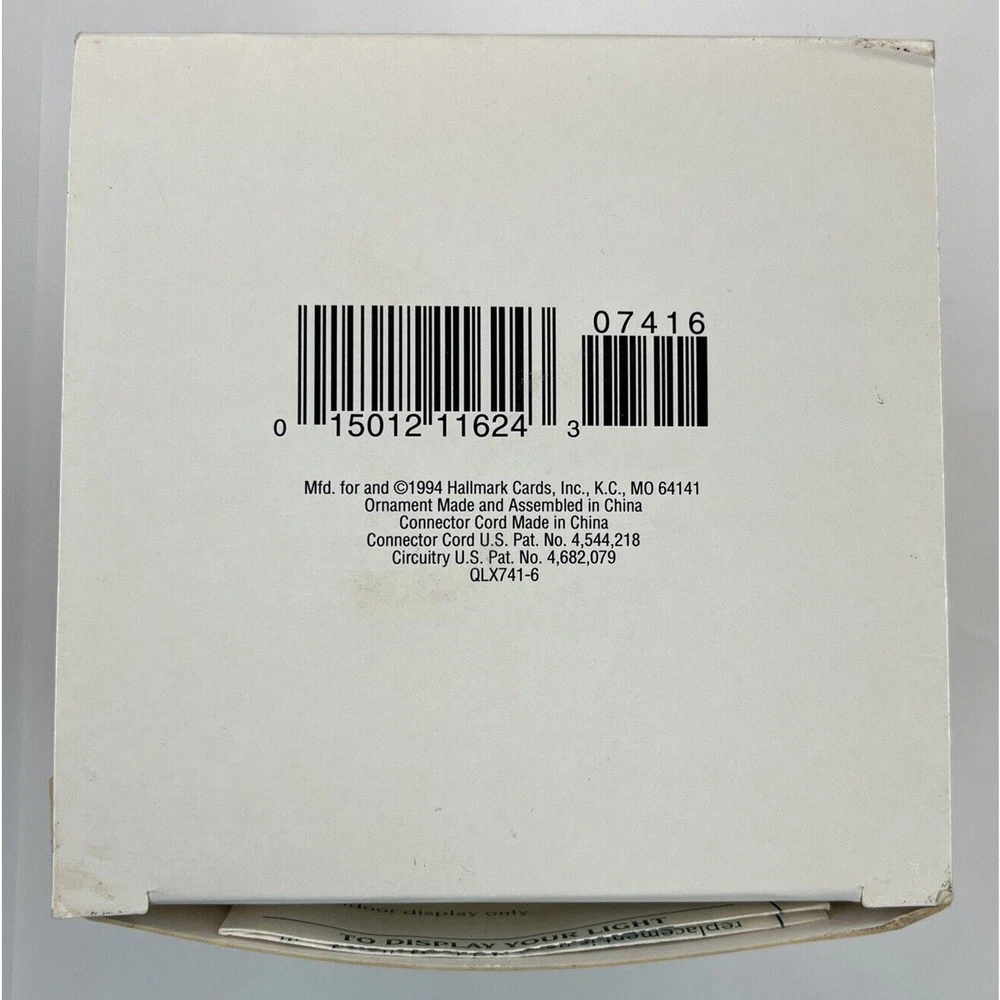 07416
0 15012 11624 3
Mfd. for and ©1994 Hallmark Cards, Inc., K.C., MO 64141
Ornament Made and Assembled in China
Connector Cord Made in China
Connector Cord U.S. Pat. No. 4,544,218
Circuitry U.S. Pat. No. 4,682,079
QLX741-6
door display only.
TO DISPLAY YOUR LIGHT
replacement